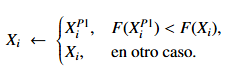 X_i ← { X_i^{P1}, F(X_i^{P1}) < F(X_i),
X_i, en otro caso.